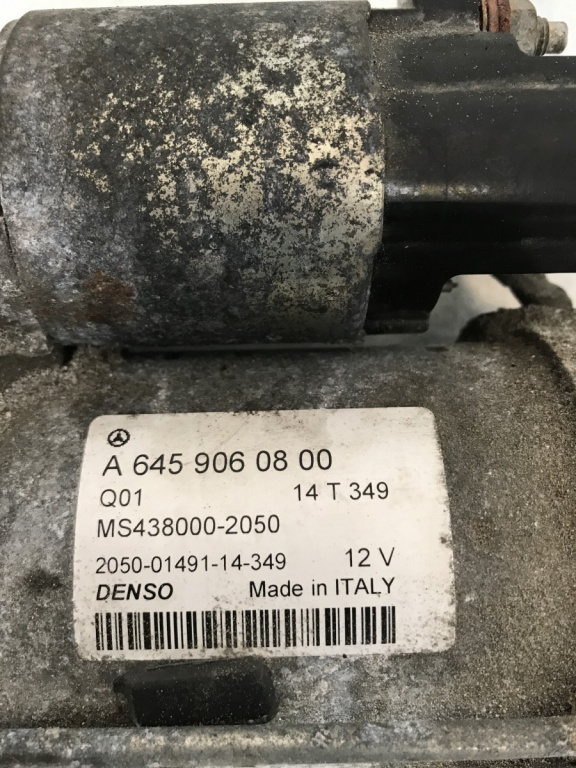 A 645 906 08 00
Q01 14 T 349
MS438000-2050
2050-01491-14-349 12 V
DENSO Made in ITALY